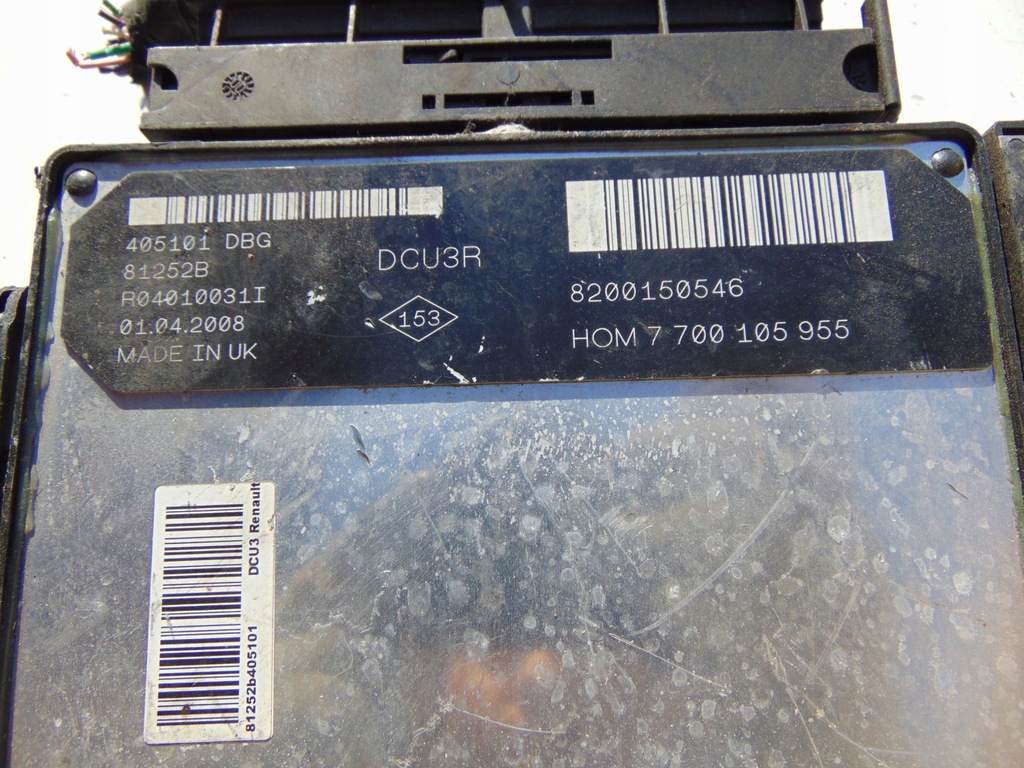 405101 DBG
81252B
R04010031I
01.04.2008
MADE IN UK
DCU3R
153
8200150546
HOM 7 700 105 955
DCU3 Renault
81252b405101